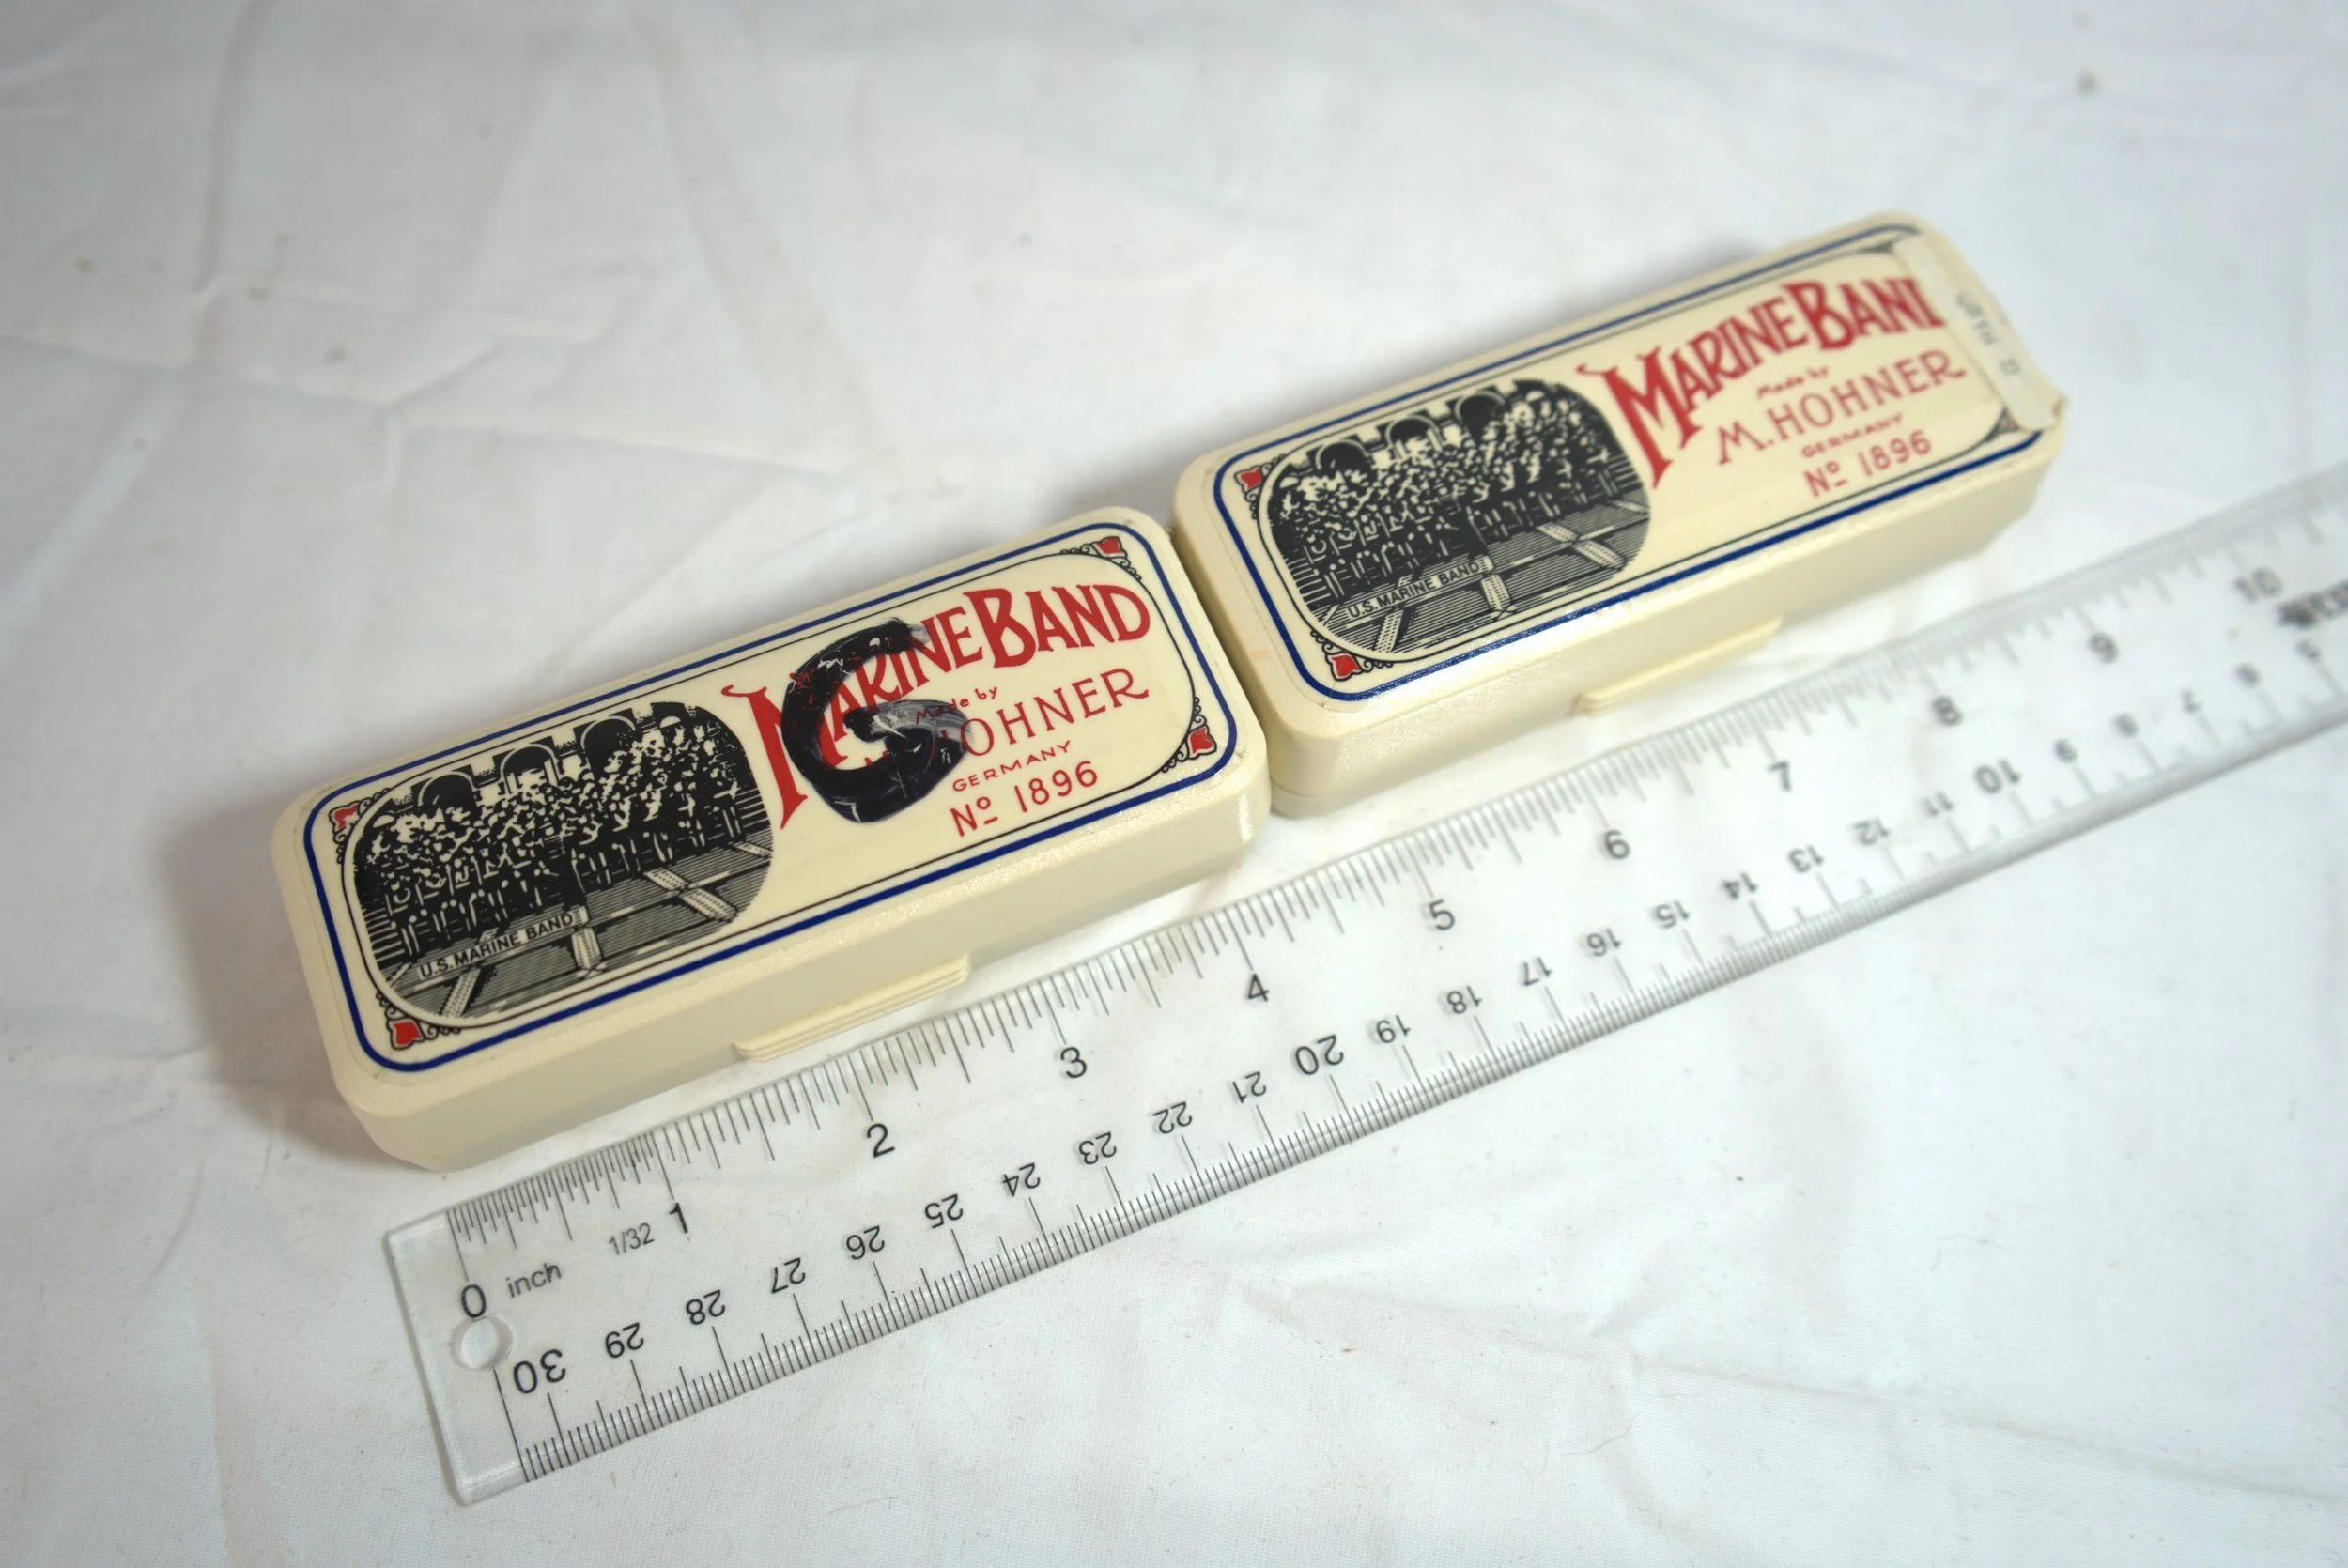 MARINE BAND
Made by
HOHNER
GERMANY
Nº 1896
U.S. MARINE BAND
G
MARINE BAND
Made by
M. HOHNER
GERMANY
Nº 1896
U.S. MARINE BAND
0 inch 1/32 1 2 3 4 5 6 7 8 9 10
30 29 28 27 26 25 24 23 22 21 20 19 18 17 16 15 14 13 12 11 10 9 8 7 6 5